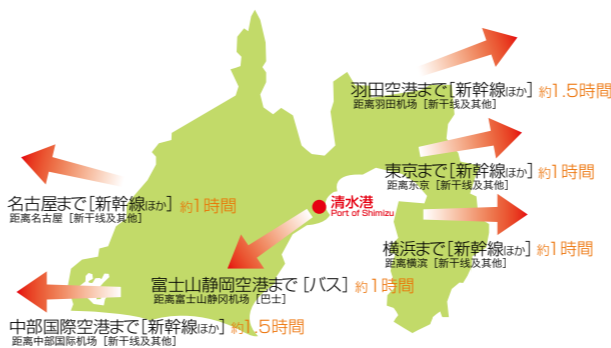 羽田空港まで[新幹線ほか] 約1.5時間
距离羽田机场 [新干线及其他]
東京まで[新幹線ほか] 約1時間
距离东京 [新干线及其他]
名古屋まで[新幹線ほか] 約1時間
距离名古屋 [新干线及其他]
清水港
Port of Shimizu
横浜まで[新幹線ほか] 約1時間
距离横滨 [新干线及其他]
富士山静岡空港まで[バス] 約1時間
距离富士山静冈机场 [巴士]
中部国際空港まで[新幹線ほか] 約1.5時間
距离中部国际机场 [新干线及其他]